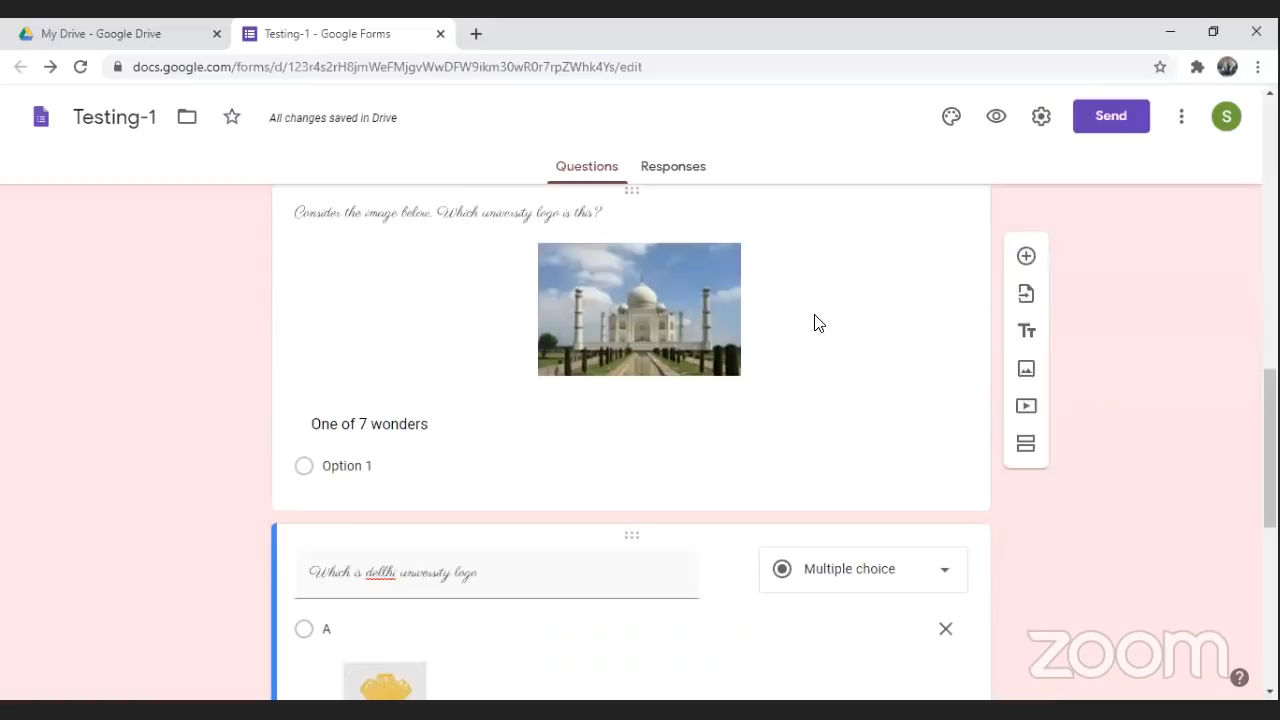 My Drive - Google Drive
Testing-1 - Google Forms
docs.google.com/forms/d/123r4s2rH8jmWeFMjgvWwDFW9ikm30wR0r7rpZWhk4Ys/edit
Testing-1
All changes saved in Drive
Send
S
Questions
Responses
Consider the image below. Which university logo is this?
One of 7 wonders
Option 1
Which is dellhi university logo
Multiple choice
A
zoom